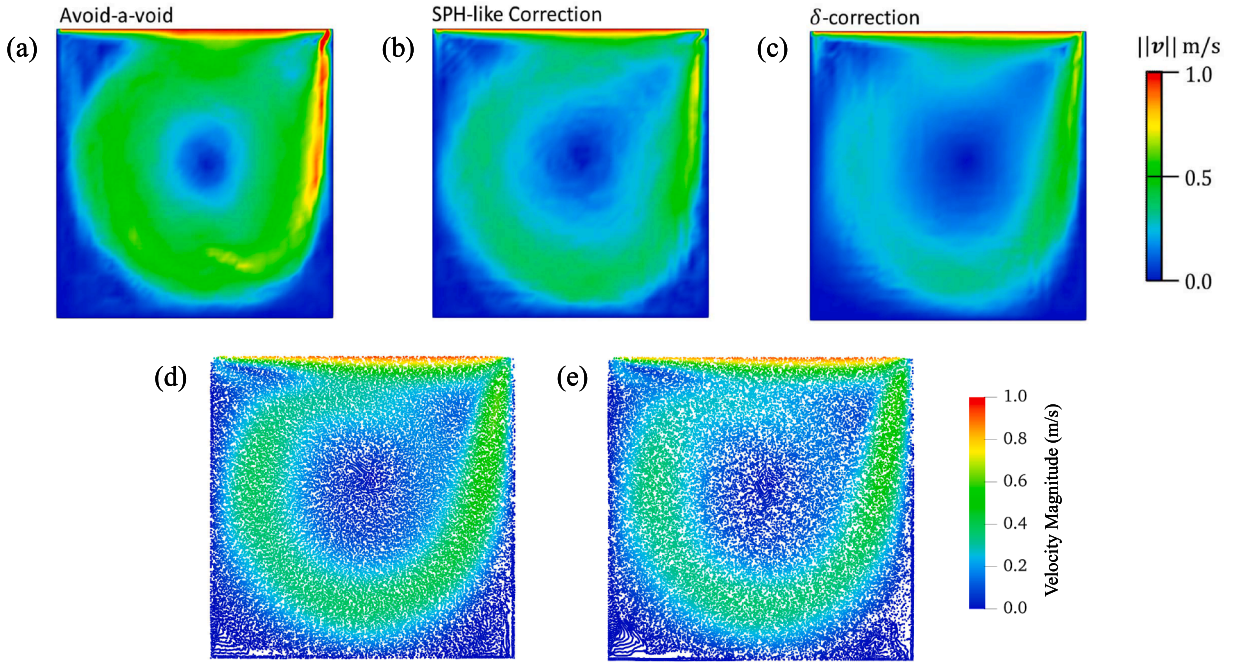 Avoid-a-void
SPH-like Correction
δ-correction
(a)
(b)
(c)
||v|| m/s
1.0
0.5
0.0
(d)
(e)
1.0
0.8
0.6
0.4
0.2
0.0
Velocity Magnitude (m/s)